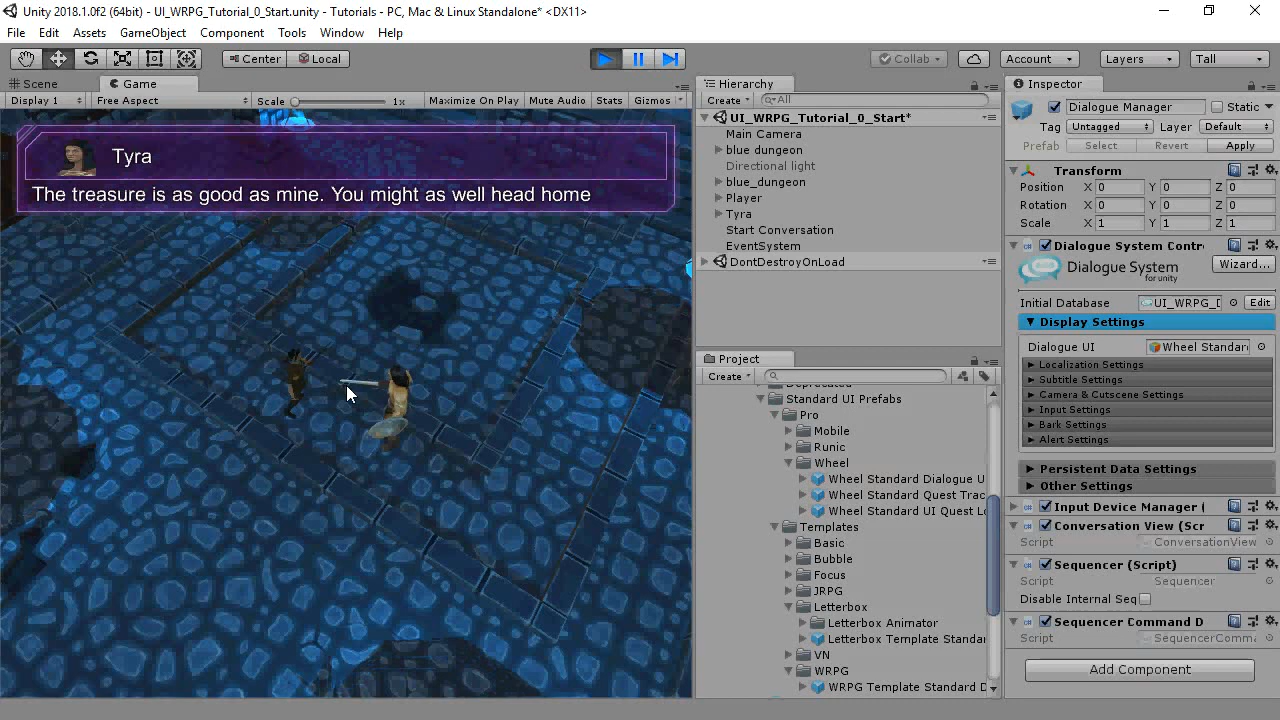 Unity 2018.1.0f2 (64bit) - UI_WRPG_Tutorial_0_Start.unity - Tutorials - PC, Mac & Linux Standalone* <DX11>
File Edit Assets GameObject Component Tools Window Help
Center Local Collab Account Layers Tall
Scene Game
Display 1 Free Aspect Scale 1x Maximize On Play Mute Audio Stats Gizmos
Tyra
The treasure is as good as mine. You might as well head home
Hierarchy
Create All
UI_WRPG_Tutorial_0_Start*
Main Camera
blue dungeon
Directional light
blue_dungeon
Player
Tyra
Start Conversation
EventSystem
DontDestroyOnLoad
Project
Create
Deprecated
Standard UI Prefabs
Pro
Mobile
Runic
Wheel
Wheel Standard Dialogue U
Wheel Standard Quest Trac
Wheel Standard UI Quest Lo
Templates
Basic
Bubble
Focus
JRPG
Letterbox
Letterbox Animator
Letterbox Template Standar
VN
WRPG
WRPG Template Standard D
Inspector
Dialogue Manager Static
Tag Untagged Layer Default
Prefab Select Revert Apply
Transform
Position X 0 Y 0 Z 0
Rotation X 0 Y 0 Z 0
Scale X 1 Y 1 Z 1
Dialogue System Contr
Dialogue System for unity Wizard...
Initial Database UI_WRPG_ Edit
Display Settings
Dialogue UI Wheel Standar
Localization Settings
Subtitle Settings
Camera & Cutscene Settings
Input Settings
Bark Settings
Alert Settings
Persistent Data Settings
Other Settings
Input Device Manager (
Conversation View (Scr
Script ConversationView
Sequencer (Script)
Script Sequencer
Disable Internal Seq
Sequencer Command D
Script SequencerComma
Add Component